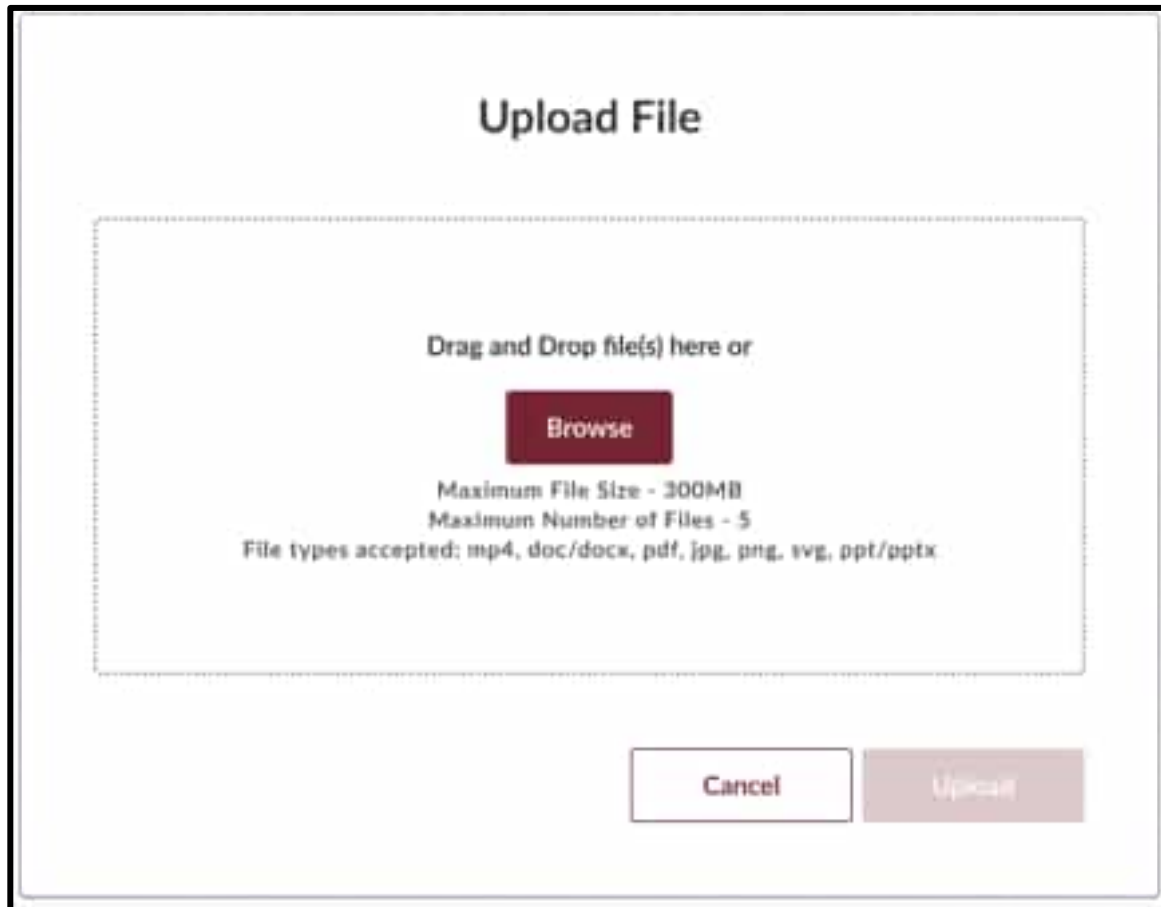 Upload File
Drag and Drop file(s) here or
Browse
Maximum File Size - 300MB
Maximum Number of Files - 5
File types accepted: mp4, doc/docx, pdf, jpg, png, svg, ppt/pptx
Cancel
Upload